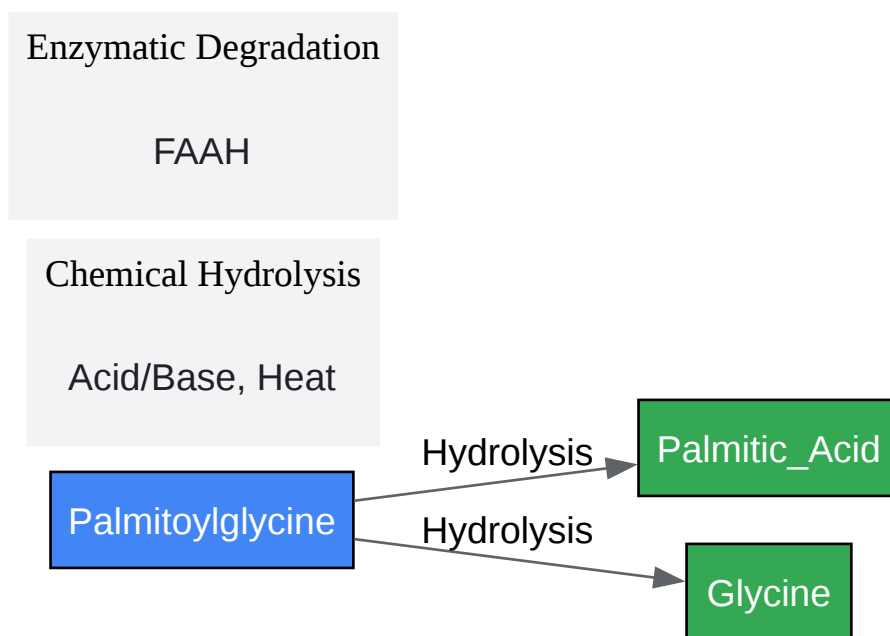 Enzymatic Degradation
FAAH
Chemical Hydrolysis
Acid/Base, Heat
Hydrolysis
Palmitic_Acid
Palmitoylglycine
Hydrolysis
Glycine